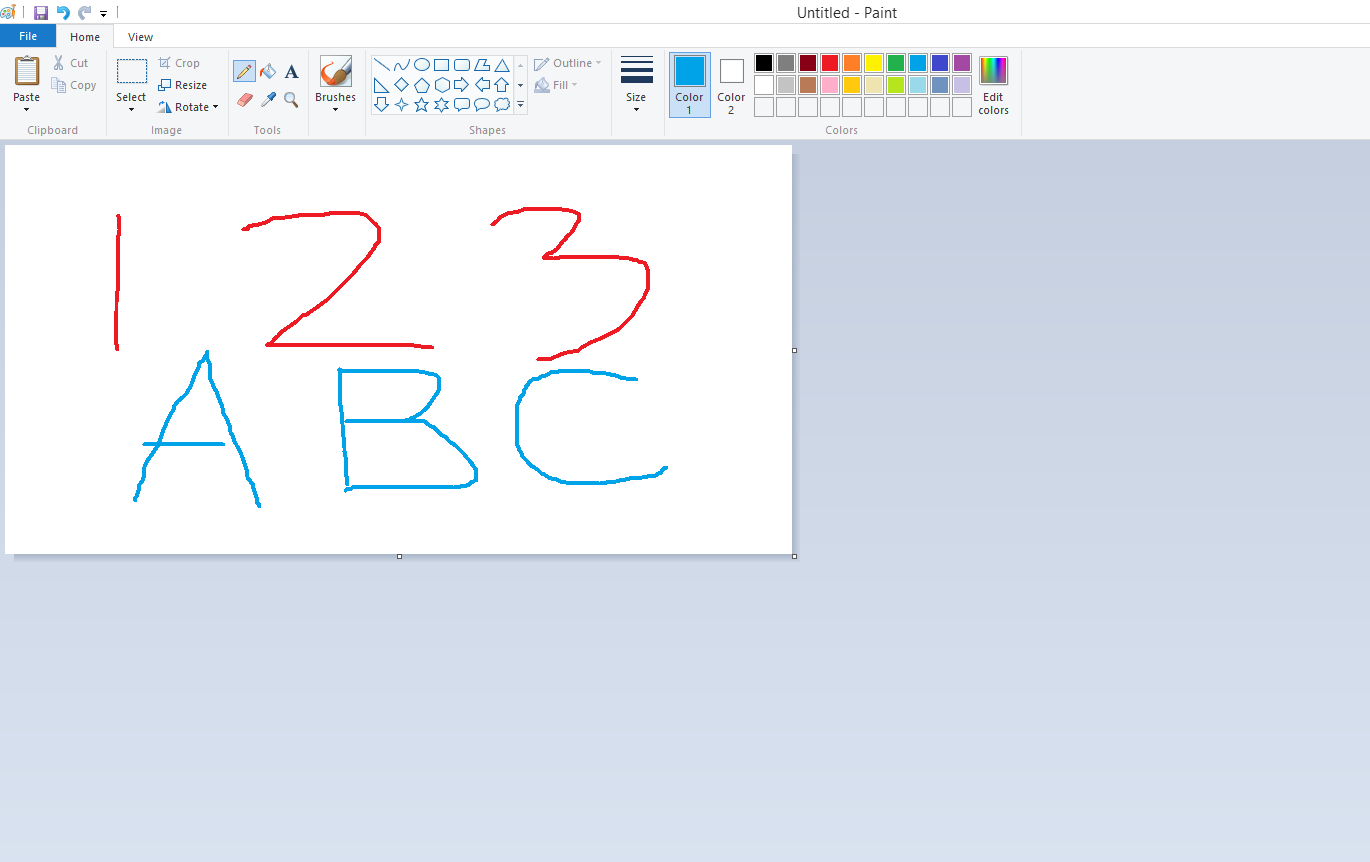 Untitled - Paint
File Home View
Paste Cut Copy Select Crop Resize Rotate A Brushes Outline Fill Size Color 1 Color 2 Edit colors
Clipboard Image Tools Shapes Colors
1 2 3
A B C